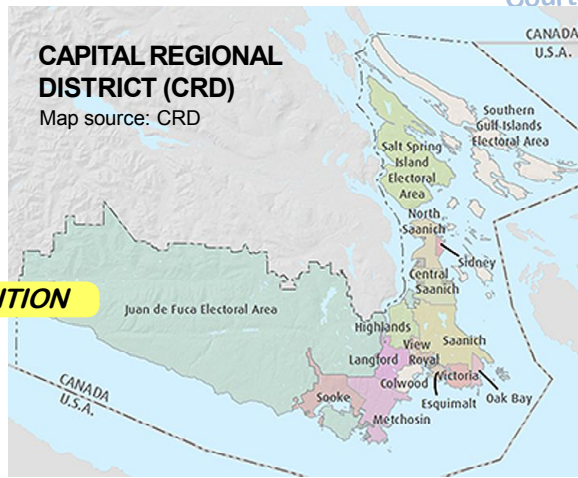 CAPITAL REGIONAL
DISTRICT (CRD)
Map source: CRD
CANADA
U.S.A.
Southern
Gulf Islands
Electoral Area
Salt Spring
Island
Electoral
Area
North
Saanich
Sidney
Central
Saanich
Juan de Fuca Electoral Area
Highlands
Saanich
View
Royal
Langford
Colwood
Victoria
Oak Bay
Esquimalt
Sooke
Metchosin
CANADA
U.S.A.